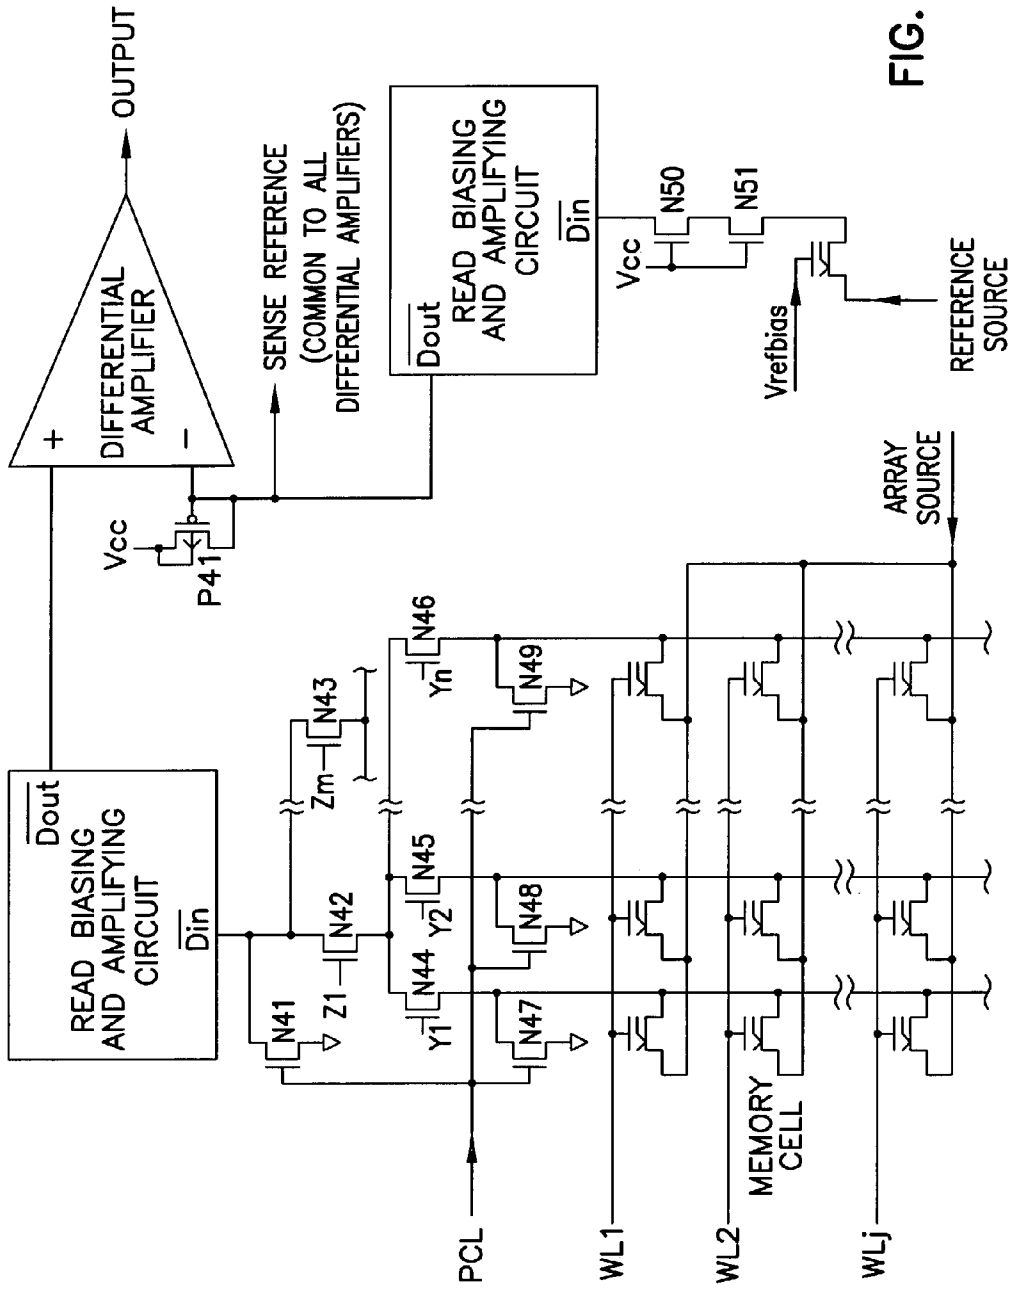 READ BIASING
AND AMPLIFYING
CIRCUIT
Dout
Din
+
DIFFERENTIAL
AMPLIFIER
−
OUTPUT
Vcc
P41
SENSE REFERENCE
(COMMON TO ALL
DIFFERENTIAL AMPLIFIERS)
Dout
READ BIASING
AND AMPLIFYING
CIRCUIT
Din
N41
Z1
N42
Zm
N43
Y1
N44
Y2
N45
Yn
N46
PCL
N47
N48
N49
WL1
WL2
MEMORY
CELL
WLj
ARRAY
SOURCE
Vcc
N50
N51
Vrefbias
REFERENCE
SOURCE
FIG.